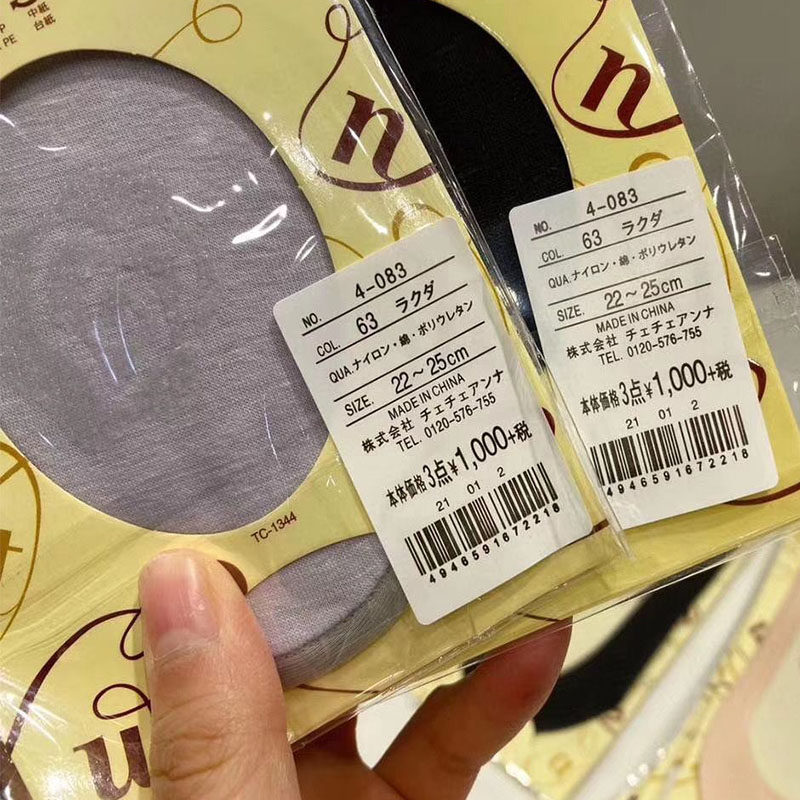 中紙
台紙
n
n
NO. 4-083
COL. 63 ラクダ
QUA.ナイロン・綿・ポリウレタン
SIZE. 22～25cm
MADE IN CHINA
株式会社 チェチェアンナ
TEL. 0120-576-755
本体価格3点¥1,000+税
21 01 2
4946591672218
NO. 4-083
COL. 63 ラクダ
QUA.ナイロン・綿・ポリウレタン
SIZE. 22～25cm
MADE IN CHINA
株式会社 チェチェアンナ
TEL. 0120-576-755
本体価格3点¥1,000+税
21 01 2
4946591672218
TC-1344